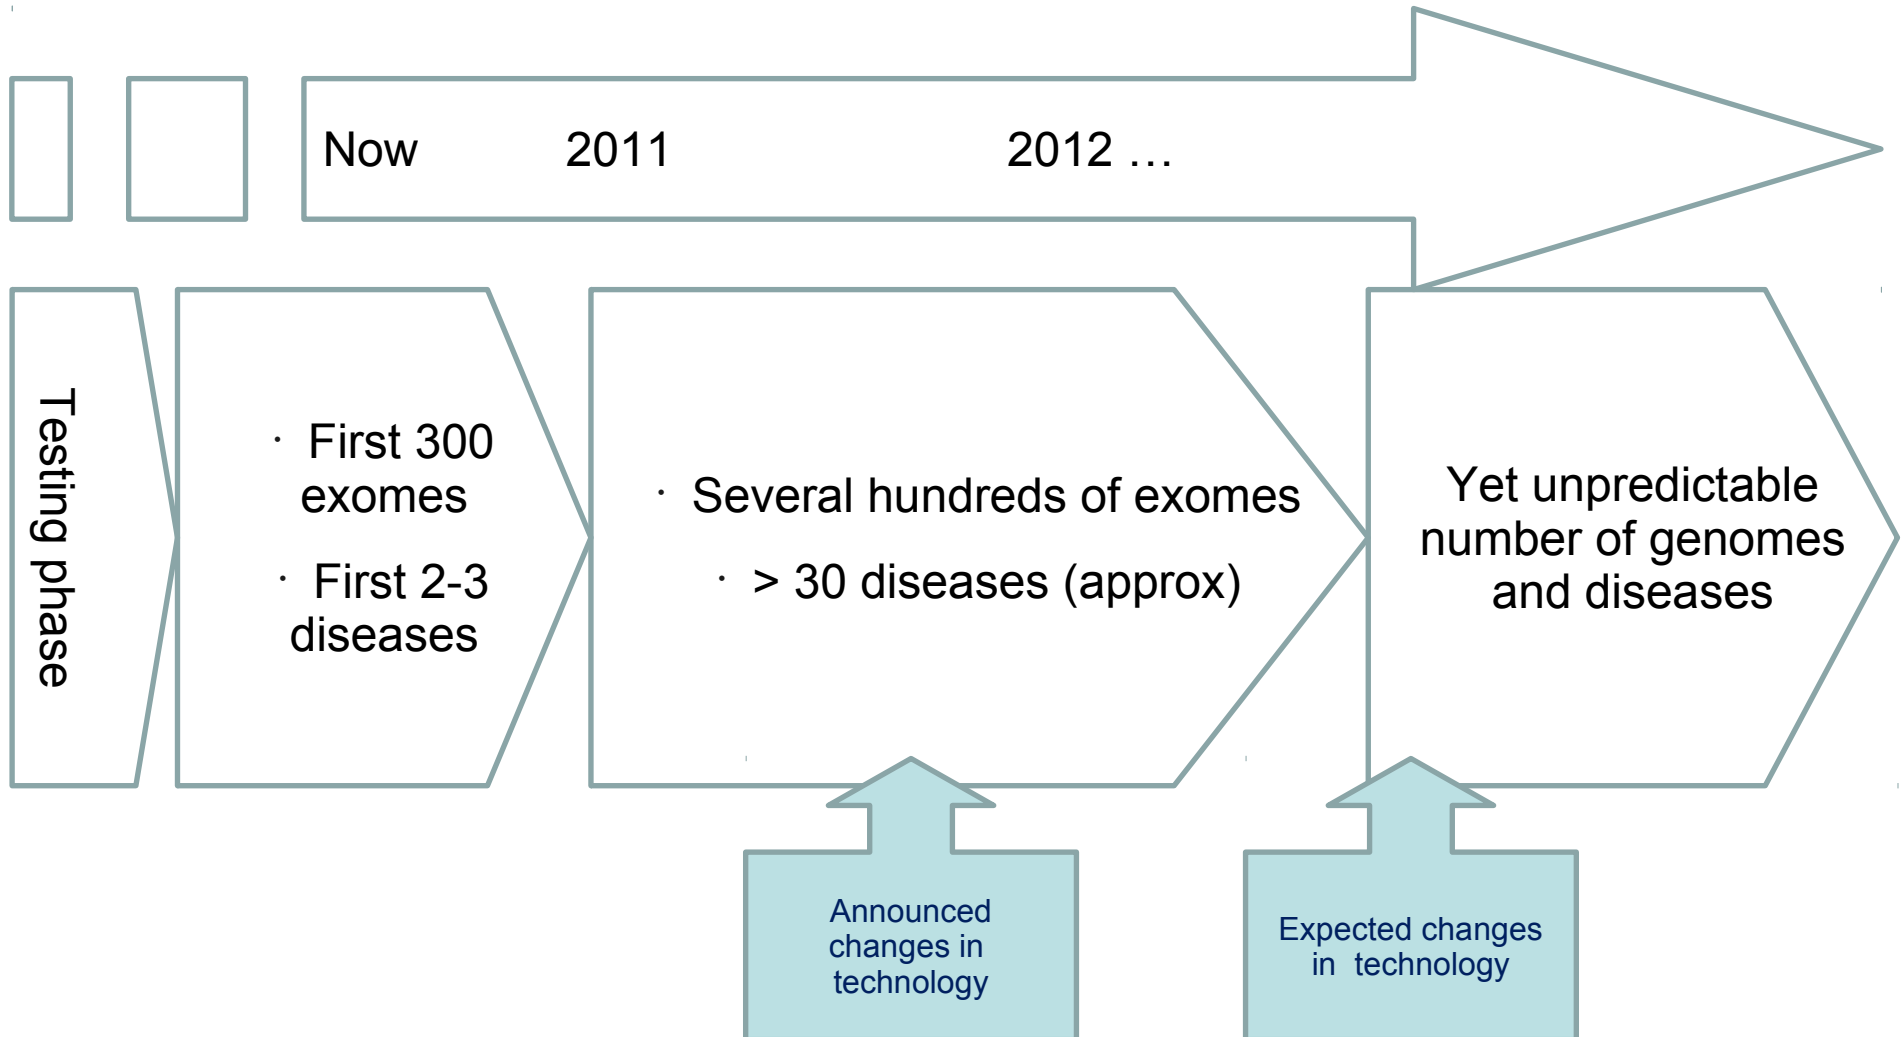 Now 2011 2012 …
Testing phase
· First 300
exomes
· First 2-3
diseases
· Several hundreds of exomes
· > 30 diseases (approx)
Yet unpredictable
number of genomes
and diseases
Announced
changes in
technology
Expected changes
in technology